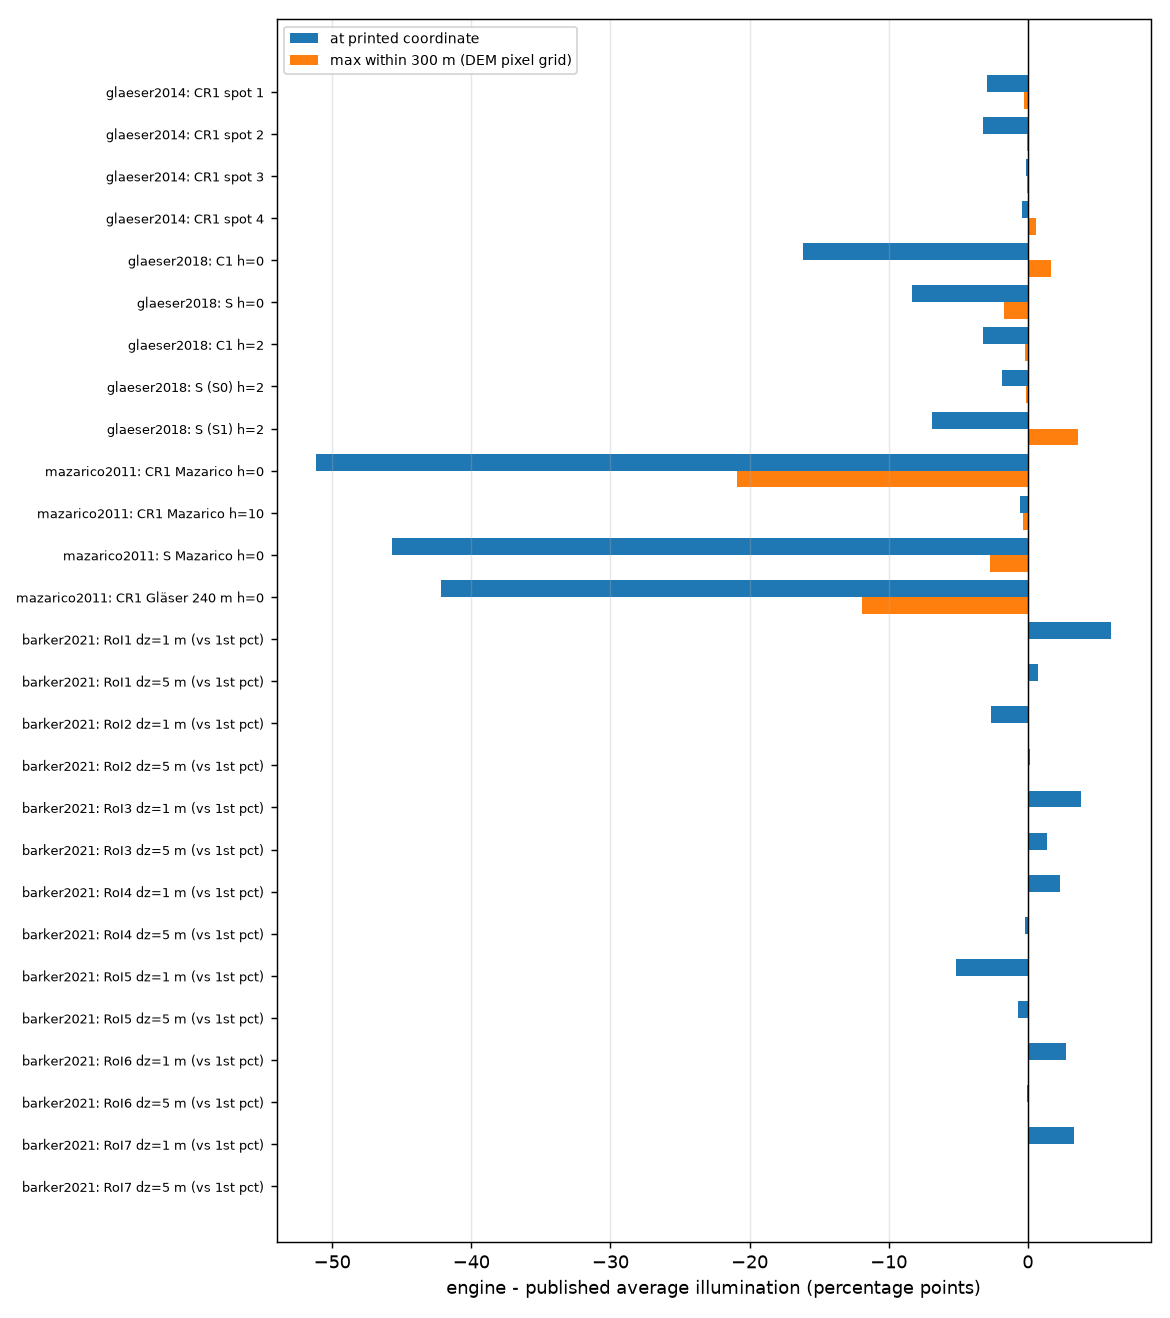 at printed coordinate
max within 300 m (DEM pixel grid)
glaeser2014: CR1 spot 1
glaeser2014: CR1 spot 2
glaeser2014: CR1 spot 3
glaeser2014: CR1 spot 4
glaeser2018: C1 h=0
glaeser2018: S h=0
glaeser2018: C1 h=2
glaeser2018: S (S0) h=2
glaeser2018: S (S1) h=2
mazarico2011: CR1 Mazarico h=0
mazarico2011: CR1 Mazarico h=10
mazarico2011: S Mazarico h=0
mazarico2011: CR1 Gläser 240 m h=0
barker2021: RoI1 dz=1 m (vs 1st pct)
barker2021: RoI1 dz=5 m (vs 1st pct)
barker2021: RoI2 dz=1 m (vs 1st pct)
barker2021: RoI2 dz=5 m (vs 1st pct)
barker2021: RoI3 dz=1 m (vs 1st pct)
barker2021: RoI3 dz=5 m (vs 1st pct)
barker2021: RoI4 dz=1 m (vs 1st pct)
barker2021: RoI4 dz=5 m (vs 1st pct)
barker2021: RoI5 dz=1 m (vs 1st pct)
barker2021: RoI5 dz=5 m (vs 1st pct)
barker2021: RoI6 dz=1 m (vs 1st pct)
barker2021: RoI6 dz=5 m (vs 1st pct)
barker2021: RoI7 dz=1 m (vs 1st pct)
barker2021: RoI7 dz=5 m (vs 1st pct)
−50 −40 −30 −20 −10 0
engine - published average illumination (percentage points)